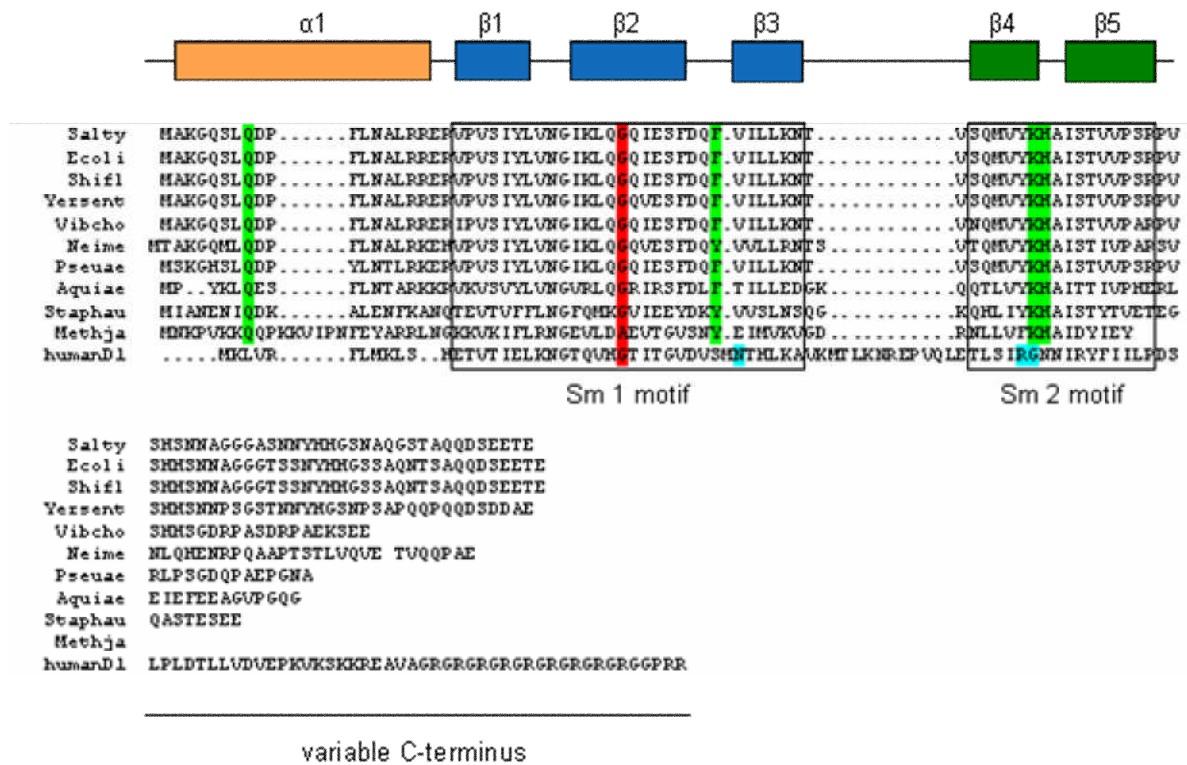 α1 β1 β2 β3 β4 β5
Salty MAKGQSLQDP......FLNALRRERVPVSIYLVNGIKLQGQIESFDQF.VILLKNT............VSQMVYKHAISTVVPSRPV
Ecoli MAKGQSLQDP......FLNALRRERVPVSIYLVNGIKLQGQIESFDQF.VILLKNT............VSQMVYKHAISTVVPSRPV
Shifl MAKGQSLQDP......FLNALRRERVPVSIYLVNGIKLQGQIESFDQF.VILLKNT............VSQMVYKHAISTVVPSRPV
Yersent MAKGQSLQDP......FLNALRRERVPVSIYLVNGIKLQGQVESFDQF.VILLKNT............VSQMVYKHAISTVVPSRPV
Vibcho MAKGQSLQDP......FLNALRRERIPVSIYLVNGIKLQGQIESFDQF.VILLKNT............VNQMVYKHAISTVVPARPV
Neime MTAKGQMLQDP......FLNALRKEHVPVSIYLVNGIKLQGQVESFDQY.VVLLRNTS...........VTQMVYKHAISTIVPARSV
Pseuae MSKGHSLQDP......YLNTLRKERVPVSIYLVNGIKLQGQIESFDQF.VILLKNT............VSQMVYKHAISTVVPSRPV
Aquiae MP..YKLQES......FLNTARKKRVKVSVYLVNGVRLQGRIRSFDLF.TILLEDGK...........QQTLVYKHAITTIVPHERL
Staphau MIANENIQDK......ALENFKANQTEVTVFFLNGFQMKGVIEEYDKY.VVSLNSQG...........KQHLIYKHAISTYTVETEG
Methja MNKPVKKQQPKKVIPNFEYARRLNGKKVKIFLRNGEVLDAEVTGVSNY.EIMVKVGD...........RNLLVFKHAIDYIEY
humanD1 .....MKLVR......FLMKLS..HETVTIELKNGTQVHGTITGVDVSMNTHLKAVKMTLKNREPVQLETLSIRGNNIRYFIILPDS
Sm 1 motif Sm 2 motif
Salty SHSNNAGGGASNNYHHGSNAQGSTAQQDSEETE
Ecoli SHHSNNAGGGTSSNYHHGSSAQNTSAQQDSEETE
Shifl SHHSNNAGGGTSSNYHHGSSAQNTSAQQDSEETE
Yersent SHHSNNPSGSTNNYHGSNPSAPQQPQQDSDDAE
Vibcho SHHSGDRPASDRPAEKSEE
Neime NLQHENRPQAAPTSTLVQVE TVQQPAE
Pseuae RLPSGDQPAEPGNA
Aquiae EIEFEEAGVPGQG
Staphau QASTESEE
Methja
humanD1 LPLDTLLVDVEPKVKSKKREAVAGRGRGRGRGRGRGRGRGRGGPRR
variable C-terminus